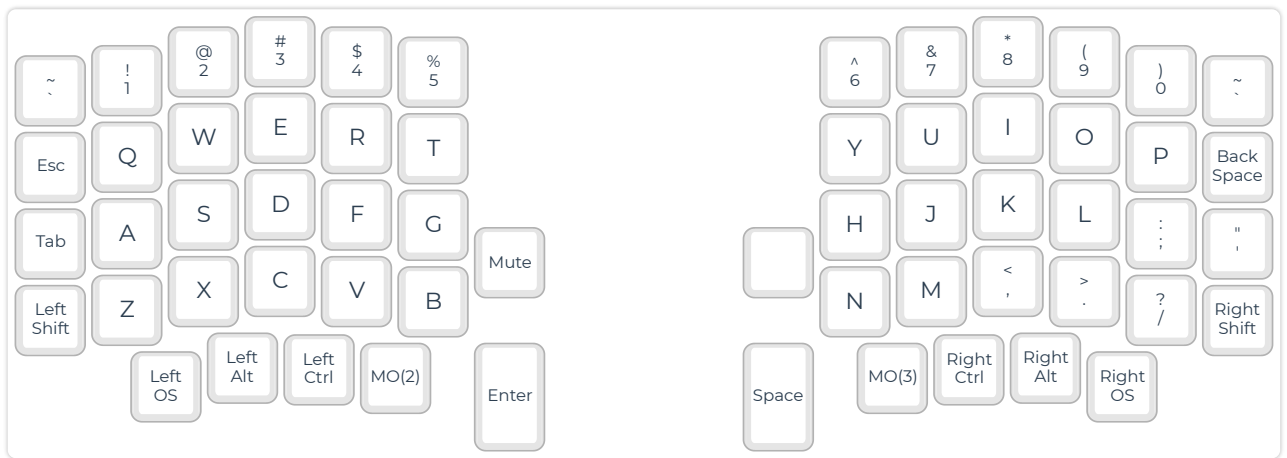 ~
`
!
1
@
2
#
3
$
4
%
5
^
6
&
7
*
8
(
9
)
0
~
`
Esc
Q
W
E
R
T
Y
U
I
O
P
Back
Space
Tab
A
S
D
F
G
Mute
H
J
K
L
:
;
"
'
Left
Shift
Z
X
C
V
B
N
M
<
,
>
.
?
/
Right
Shift
Left
OS
Left
Alt
Left
Ctrl
MO(2)
Enter
Space
MO(3)
Right
Ctrl
Right
Alt
Right
OS